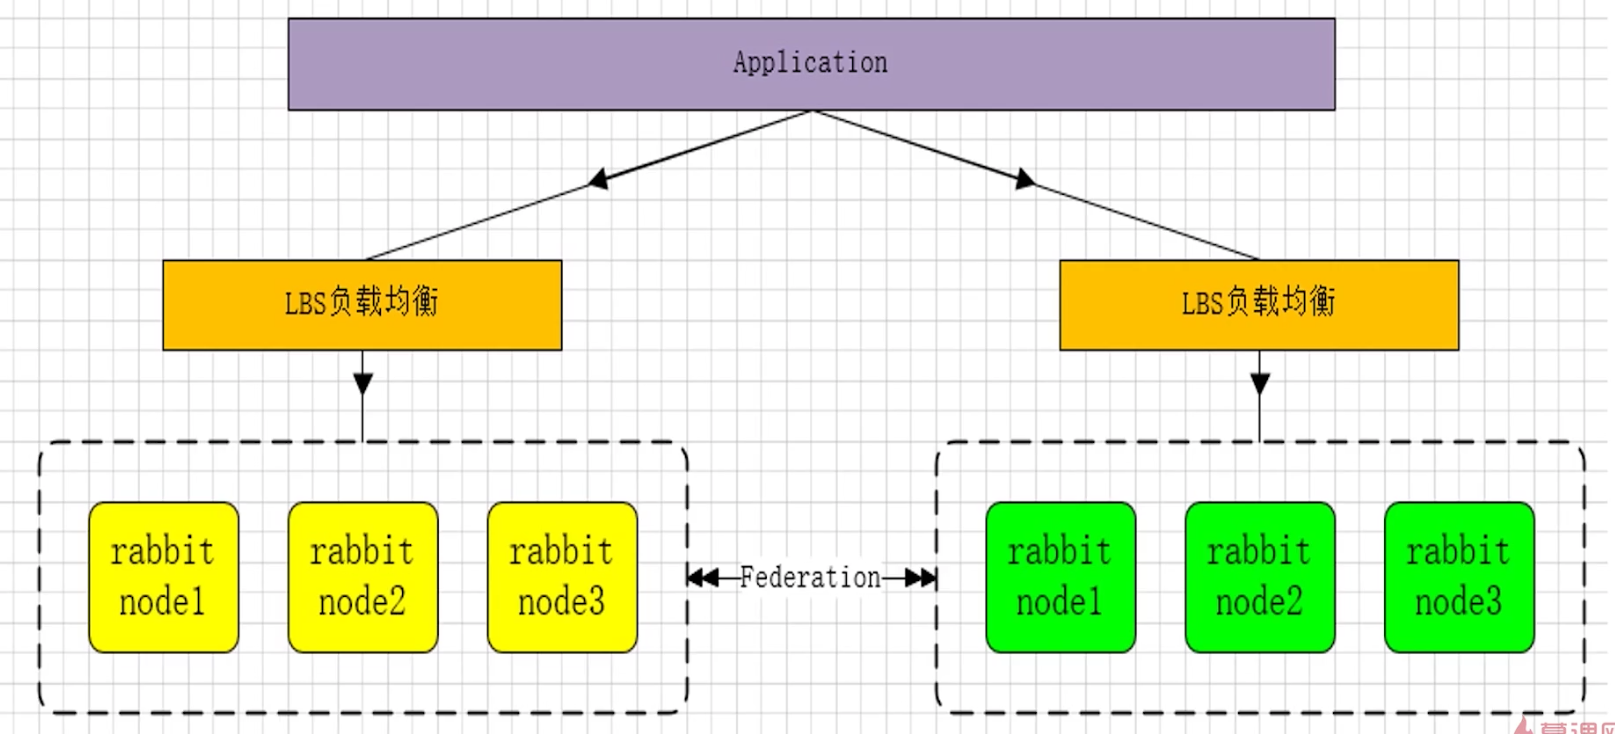 Application
LBS负载均衡
LBS负载均衡
rabbit
node1
rabbit
node2
rabbit
node3
Federation
rabbit
node1
rabbit
node2
rabbit
node3